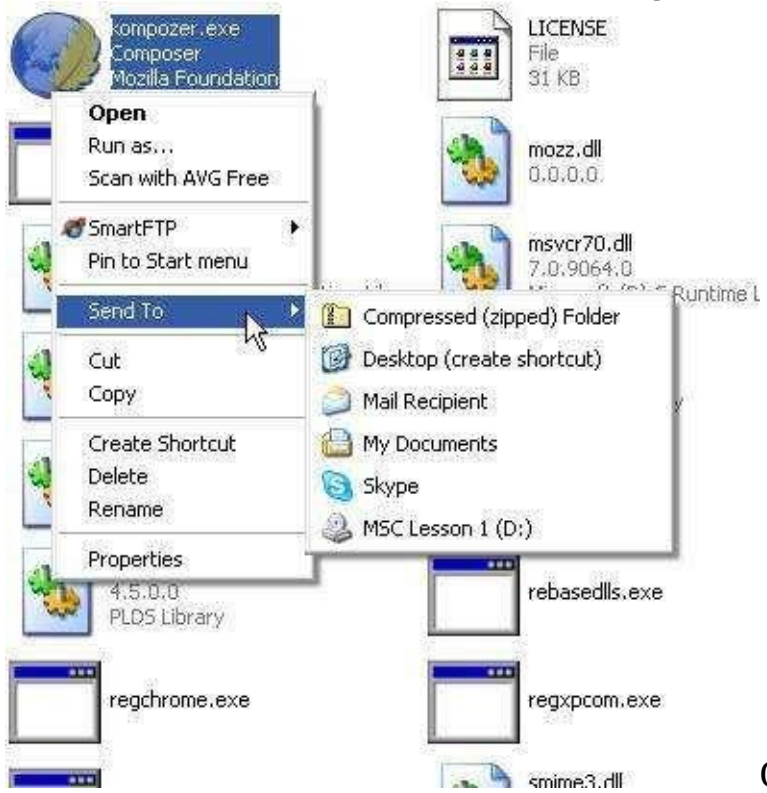 kompozer.exe
Composer
Mozilla Foundation
LICENSE
File
31 KB
Open
Run as...
Scan with AVG Free
SmartFTP
Pin to Start menu
Send To
Cut
Copy
Create Shortcut
Delete
Rename
Properties
mozz.dll
0.0.0.0
msvcr70.dll
7.0.9064.0
Runtime L
Compressed (zipped) Folder
Desktop (create shortcut)
Mail Recipient
My Documents
Skype
MSC Lesson 1 (D:)
4.5.0.0
PLDS Library
rebasedlls.exe
regchrome.exe
regxpcom.exe
smime3.dll